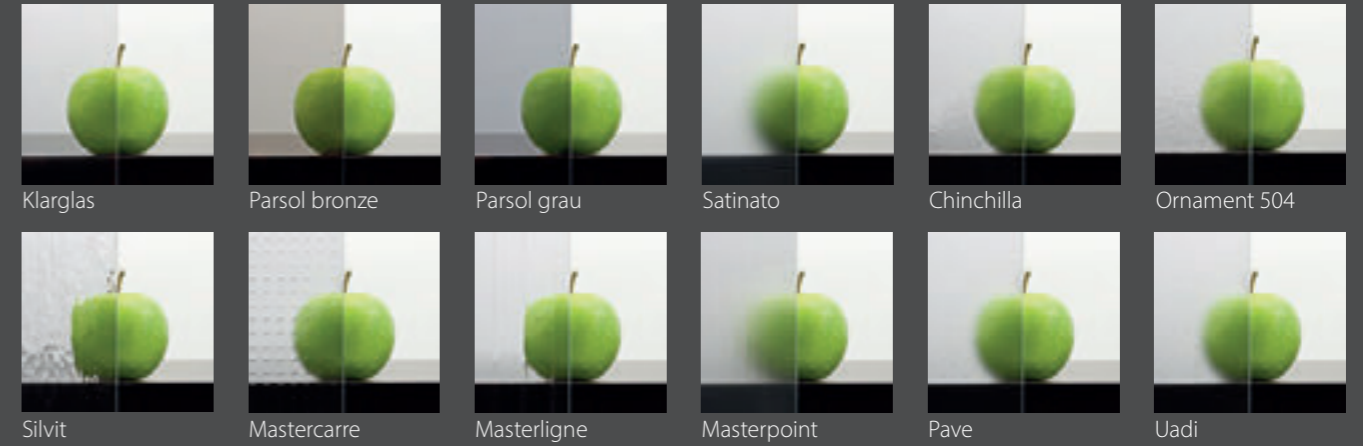 Klarglas
Parsol bronze
Parsol grau
Satinato
Chinchilla
Ornament 504
Silvit
Mastercarre
Masterligne
Masterpoint
Pave
Uadi